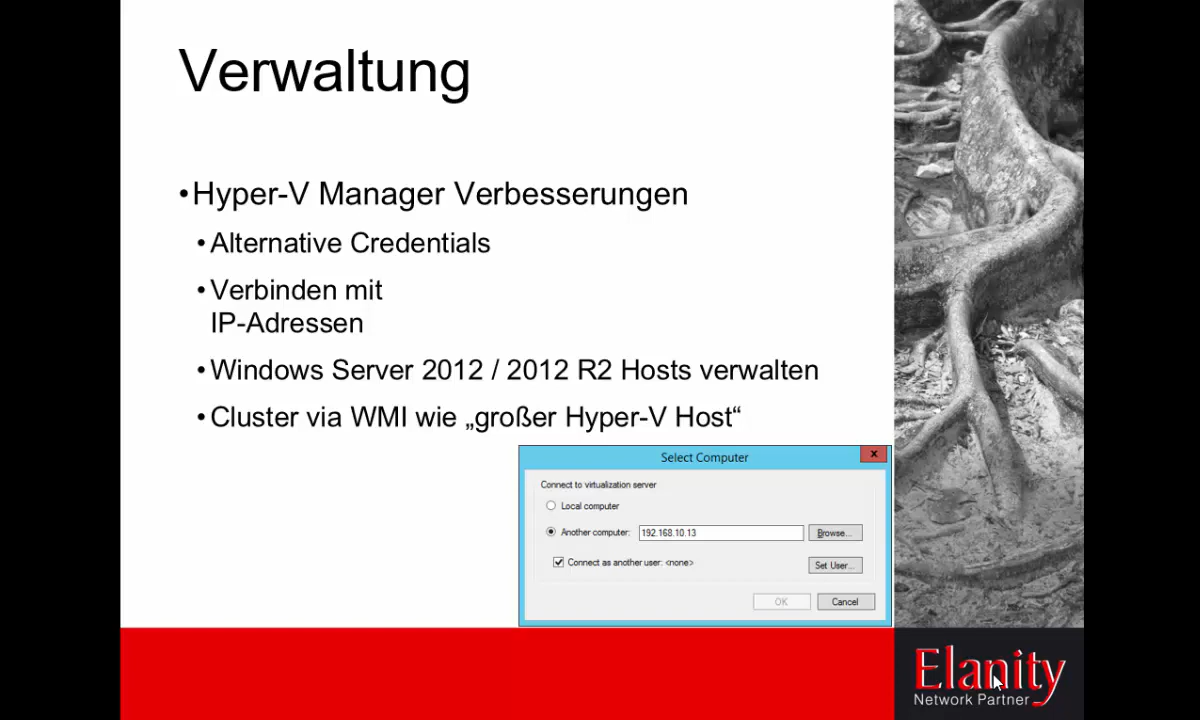 Verwaltung
•Hyper-V Manager Verbesserungen
•Alternative Credentials
•Verbinden mit
IP-Adressen
•Windows Server 2012 / 2012 R2 Hosts verwalten
•Cluster via WMI wie „großer Hyper-V Host“
Select Computer
x
Connect to virtualization server
Local computer
Another computer: 192.168.10.13 Browse...
Connect as another user: <none> Set User...
OK Cancel
Elanity
Network Partner